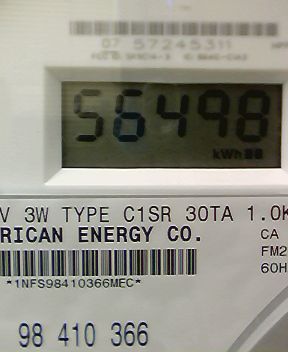 07 57245311
56498
kWh
V 3W TYPE C1SR 30TA 1.0K
RICAN ENERGY CO.
CA
FM2
60H
*1NFS98410366MEC*
98 410 366